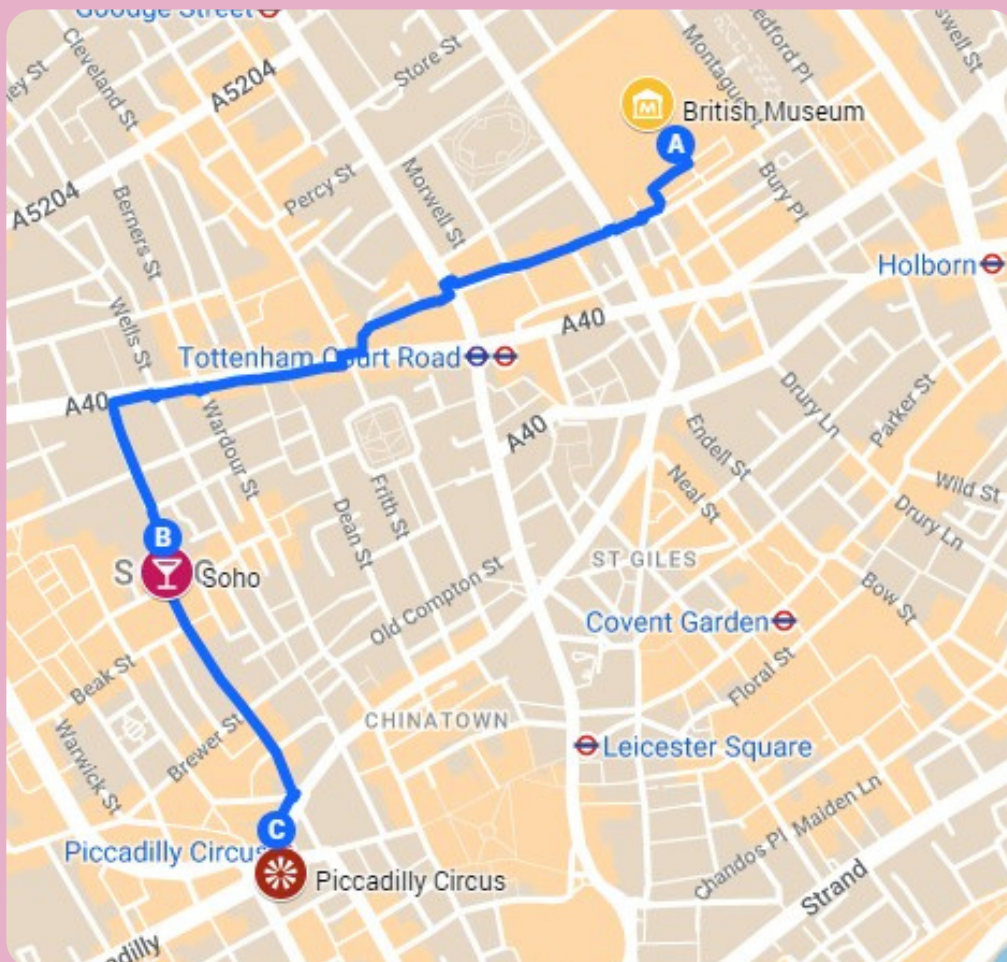 Goodge Street
Cleveland St
A5204
Store St
Montague St
Bedford Pl
British Museum
A
A5204
Berners St
Percy St
Morwell St
Bury Pl
Holborn
Wells St
A40
Tottenham Court Road
A40
Wardour St
A40
Drury Ln
Parker St
Endell St
Neal St
Wild St
Drury Ln
Dean St
Frith St
B
Soho
ST GILES
Old Compton St
Bow St
Covent Garden
Beak St
Floral St
CHINATOWN
Warwick St
Brewer St
Leicester Square
Maiden Ln
Chandos Pl
Strand
C
Piccadilly Circus
Piccadilly Circus